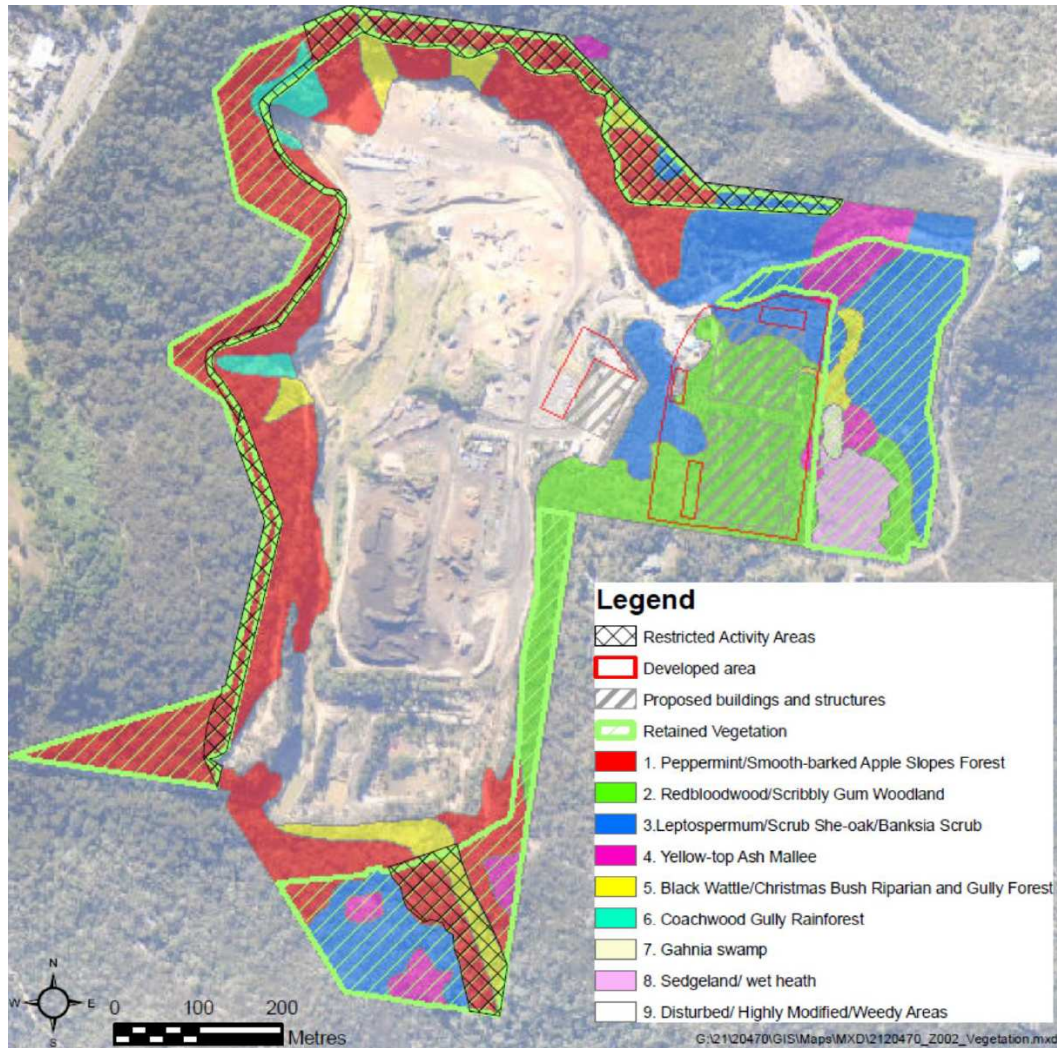 Legend
Restricted Activity Areas
Developed area
Proposed buildings and structures
Retained Vegetation
1. Peppermint/Smooth-barked Apple Slopes Forest
2. Redbloodwood/Scribbly Gum Woodland
3.Leptospermum/Scrub She-oak/Banksia Scrub
4. Yellow-top Ash Mallee
5. Black Wattle/Christmas Bush Riparian and Gully Forest
6. Coachwood Gully Rainforest
7. Gahnia swamp
8. Sedgeland/ wet heath
9. Disturbed/ Highly Modified/Weedy Areas
N
W E
S
0 100 200
Metres
G:\21\20470\GIS\Maps\MXD\2120470_Z002_Vegetation.mxd